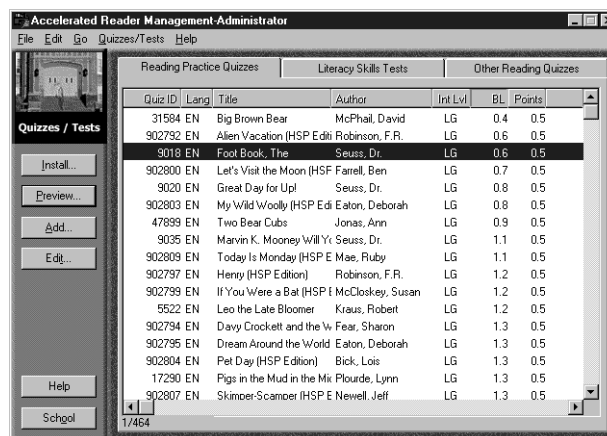 Accelerated Reader Management-Administrator
File Edit Go Quizzes/Tests Help
Reading Practice Quizzes Literacy Skills Tests Other Reading Quizzes
Quiz ID Lang Title Author Int Lvl BL Points
31584 EN Big Brown Bear McPhail, David LG 0.4 0.5
902792 EN Alien Vacation (HSP Editi Robinson, F.R. LG 0.6 0.5
9018 EN Foot Book, The Seuss, Dr. LG 0.6 0.5
902800 EN Let's Visit the Moon (HSF Farrell, Ben LG 0.7 0.5
9020 EN Great Day for Up! Seuss, Dr. LG 0.8 0.5
902803 EN My Wild Woolly (HSP Edi Eaton, Deborah LG 0.8 0.5
47899 EN Two Bear Cubs Jonas, Ann LG 0.9 0.5
9035 EN Marvin K. Mooney Will Yo Seuss, Dr. LG 1.1 0.5
902809 EN Today Is Monday (HSP E Mae, Ruby LG 1.1 0.5
902797 EN Henry (HSP Edition) Robinson, F.R. LG 1.2 0.5
902799 EN If You Were a Bat (HSP E McCloskey, Susan LG 1.2 0.5
5522 EN Leo the Late Bloomer Kraus, Robert LG 1.2 0.5
902794 EN Davy Crockett and the W Fear, Sharon LG 1.3 0.5
902795 EN Dream Around the World Eaton, Deborah LG 1.3 0.5
902804 EN Pet Day (HSP Edition) Bick, Lois LG 1.3 0.5
17290 EN Pigs in the Mud in the Mic Plourde, Lynn LG 1.3 0.5
902807 EN Skimper-Scamper (HSP E Newell, Jeff LG 1.3 0.5
1/464
Quizzes / Tests
Install...
Preview...
Add...
Edit...
Help
School